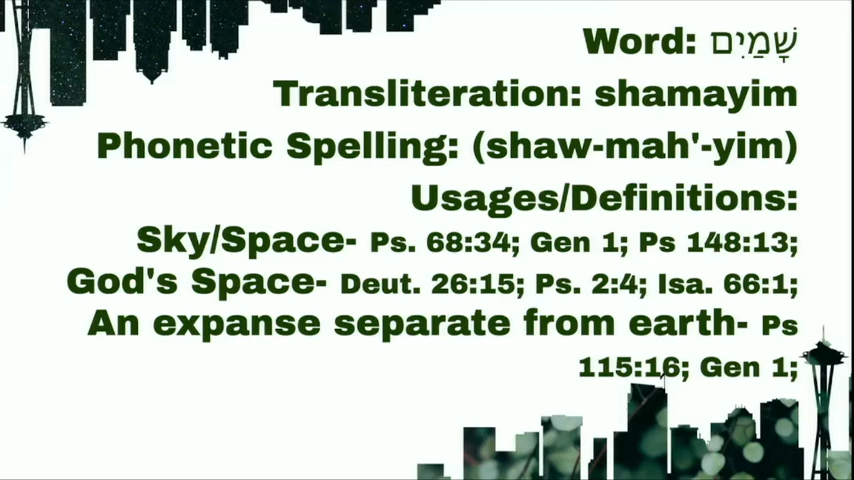 Word: שָׁמַיִם
Transliteration: shamayim
Phonetic Spelling: (shaw-mah'-yim)
Usages/Definitions:
Sky/Space- Ps. 68:34; Gen 1; Ps 148:13;
God's Space- Deut. 26:15; Ps. 2:4; Isa. 66:1;
An expanse separate from earth- Ps
115:16; Gen 1;